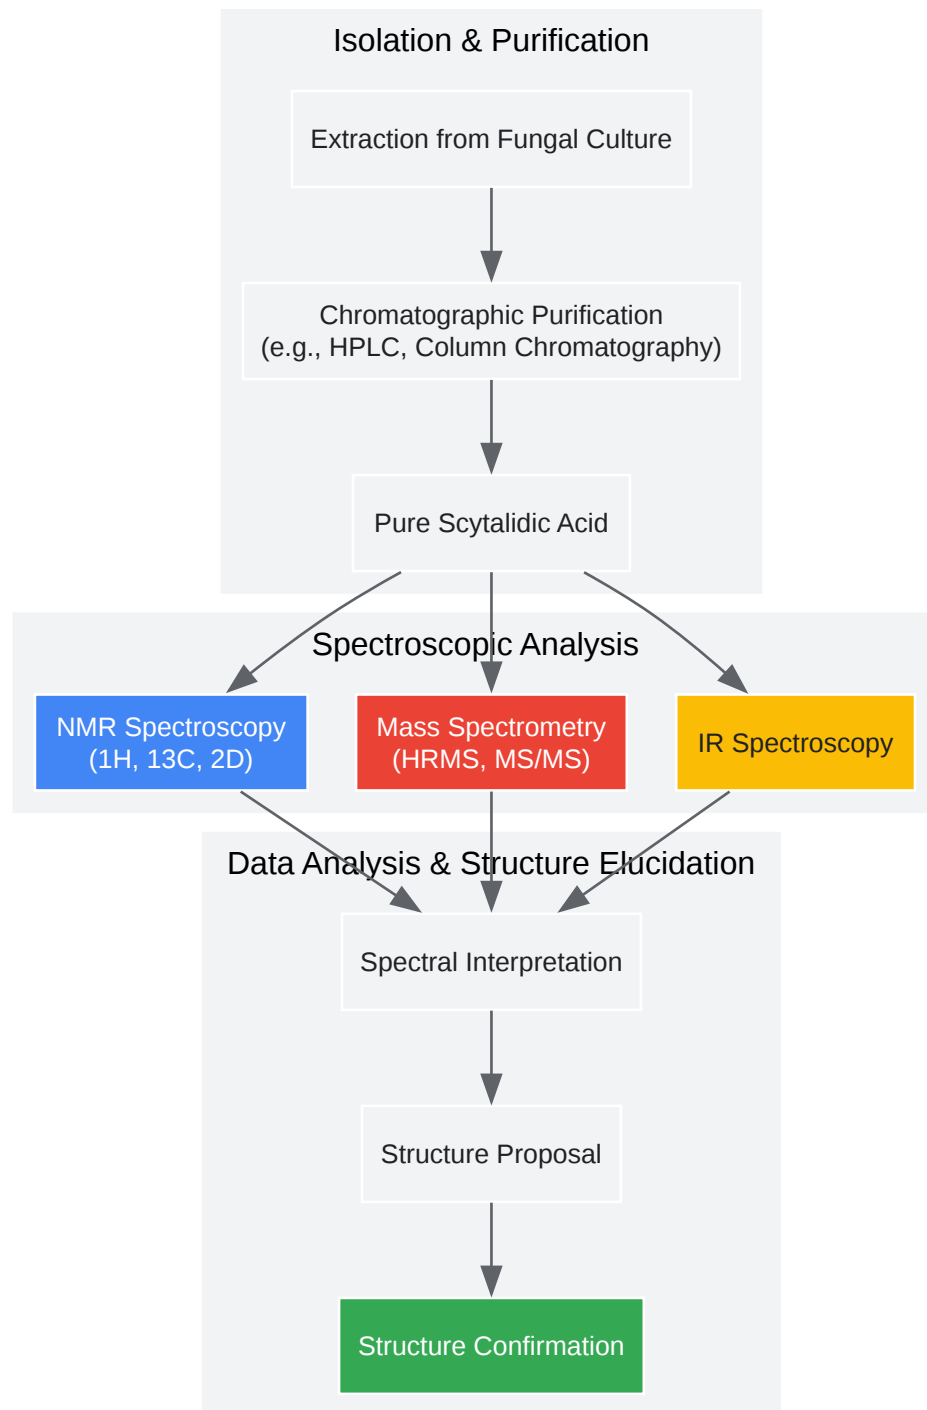 Isolation & Purification
Extraction from Fungal Culture
Chromatographic Purification
(e.g., HPLC, Column Chromatography)
Pure Scytalidic Acid
Spectroscopic Analysis
NMR Spectroscopy
(1H, 13C, 2D)
Mass Spectrometry
(HRMS, MS/MS)
IR Spectroscopy
Data Analysis & Structure Elucidation
Spectral Interpretation
Structure Proposal
Structure Confirmation